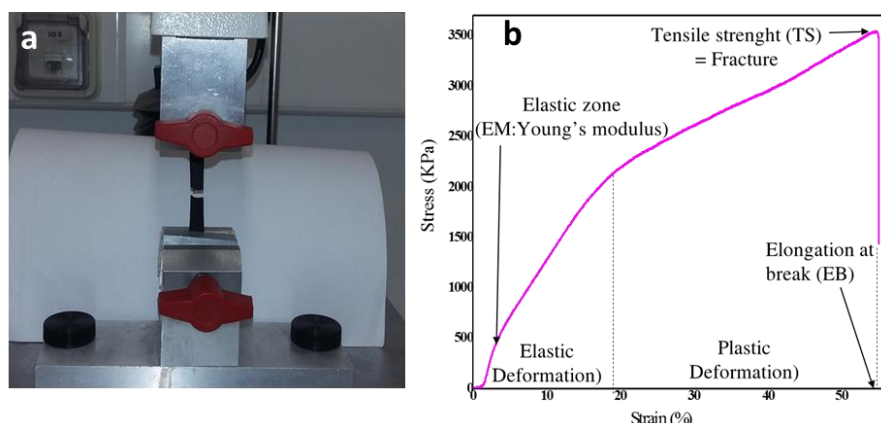 a
b
Tensile strenght (TS)
= Fracture
Elastic zone
(EM:Young's modulus)
Elongation at
break (EB)
Elastic
Deformation)
Plastic
Deformation)
Stress (KPa)
3500
3000
2500
2000
1500
1000
500
0
0
10
20
30
40
50
Strain (%)